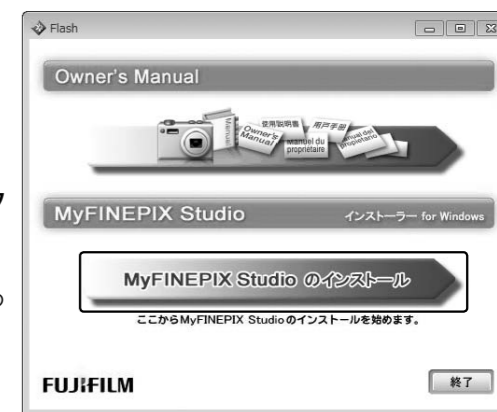 Flash
Owner's Manual
Manual
Owner's Manual
使用説明書
Manuel du propriétaire
用戶手冊
Manual del propietario
MyFINEPIX Studio インストーラー for Windows
MyFINEPIX Studio のインストール
ここからMyFINEPIX Studioのインストールを始めます。
FUJIFILM
終了